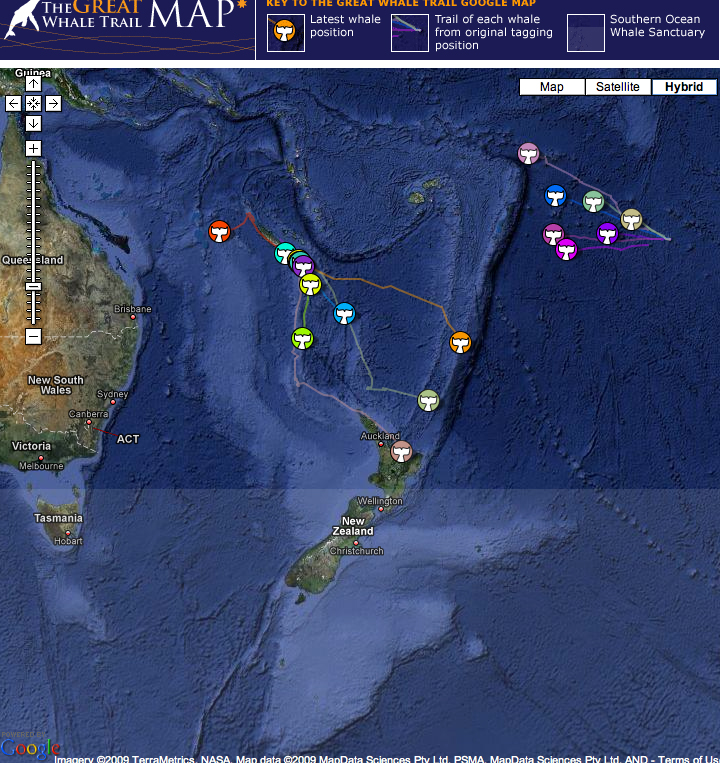 THE GREAT
WHALE TRAIL MAP
KEY TO THE GREAT WHALE TRAIL GOOGLE MAP
Latest whale
position
Trail of each whale
from original tagging
position
Southern Ocean
Whale Sanctuary
Guinea
Map
Satellite
Hybrid
Queensland
Brisbane
New South
Wales
Sydney
Canberra
ACT
Victoria
Melbourne
Auckland
Tasmania
Hobart
Wellington
New
Zealand
Christchurch
POWERED BY
Google
Imagery ©2009 TerraMetrics, NASA, Map data ©2009 MapData Sciences Pty Ltd, PSMA, MapData Sciences Pty Ltd, AND - Terms of Us